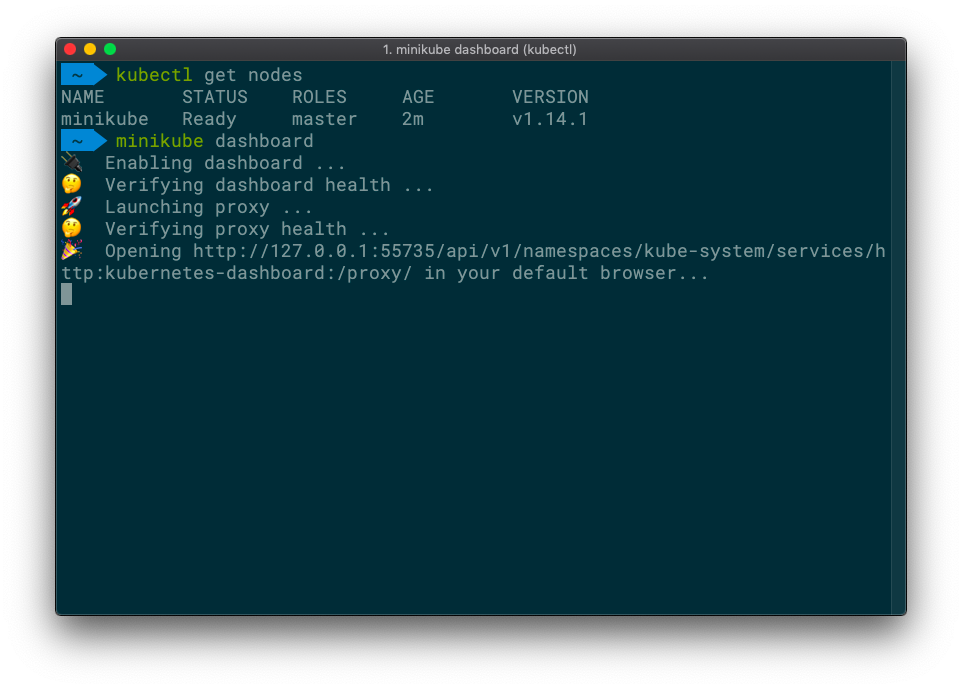 1. minikube dashboard (kubectl)
~ kubectl get nodes
NAME STATUS ROLES AGE VERSION
minikube Ready master 2m v1.14.1
~ minikube dashboard
🔌 Enabling dashboard ...
🤔 Verifying dashboard health ...
🚀 Launching proxy ...
🤔 Verifying proxy health ...
🎉 Opening http://127.0.0.1:55735/api/v1/namespaces/kube-system/services/h
ttp:kubernetes-dashboard:/proxy/ in your default browser...